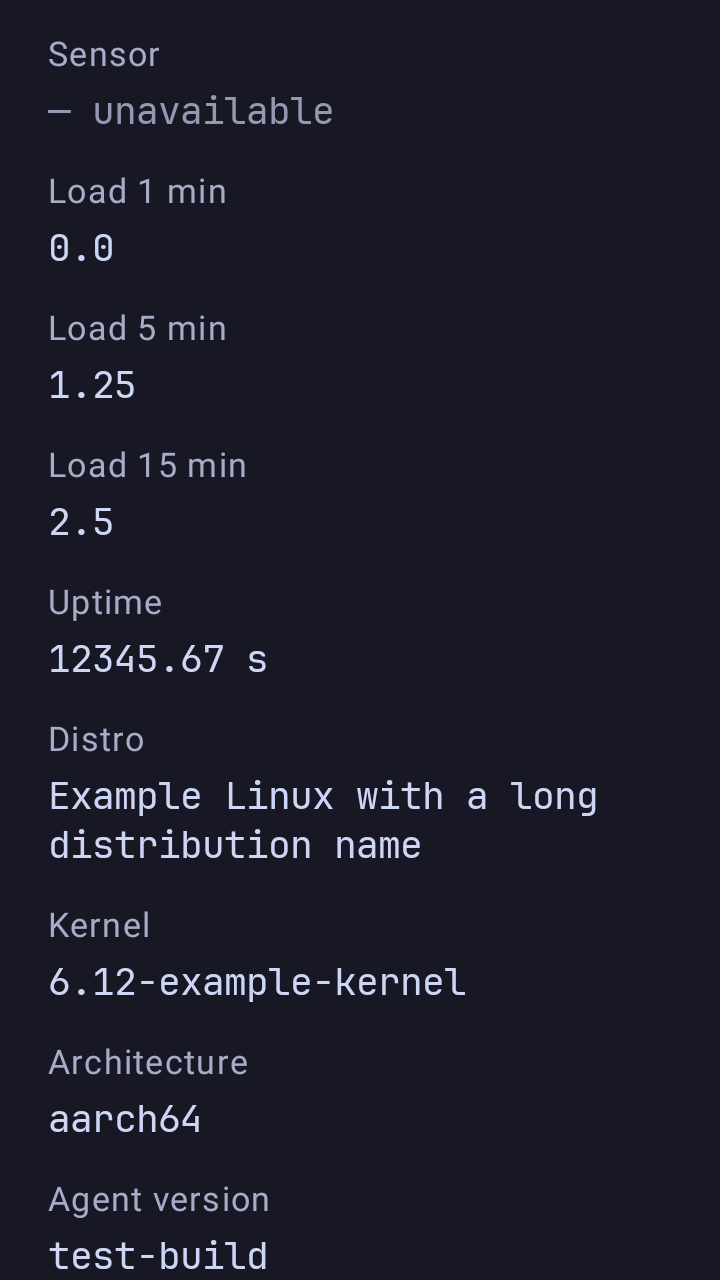 Sensor
— unavailable
Load 1 min
0.0
Load 5 min
1.25
Load 15 min
2.5
Uptime
12345.67 s
Distro
Example Linux with a long
distribution name
Kernel
6.12-example-kernel
Architecture
aarch64
Agent version
test-build